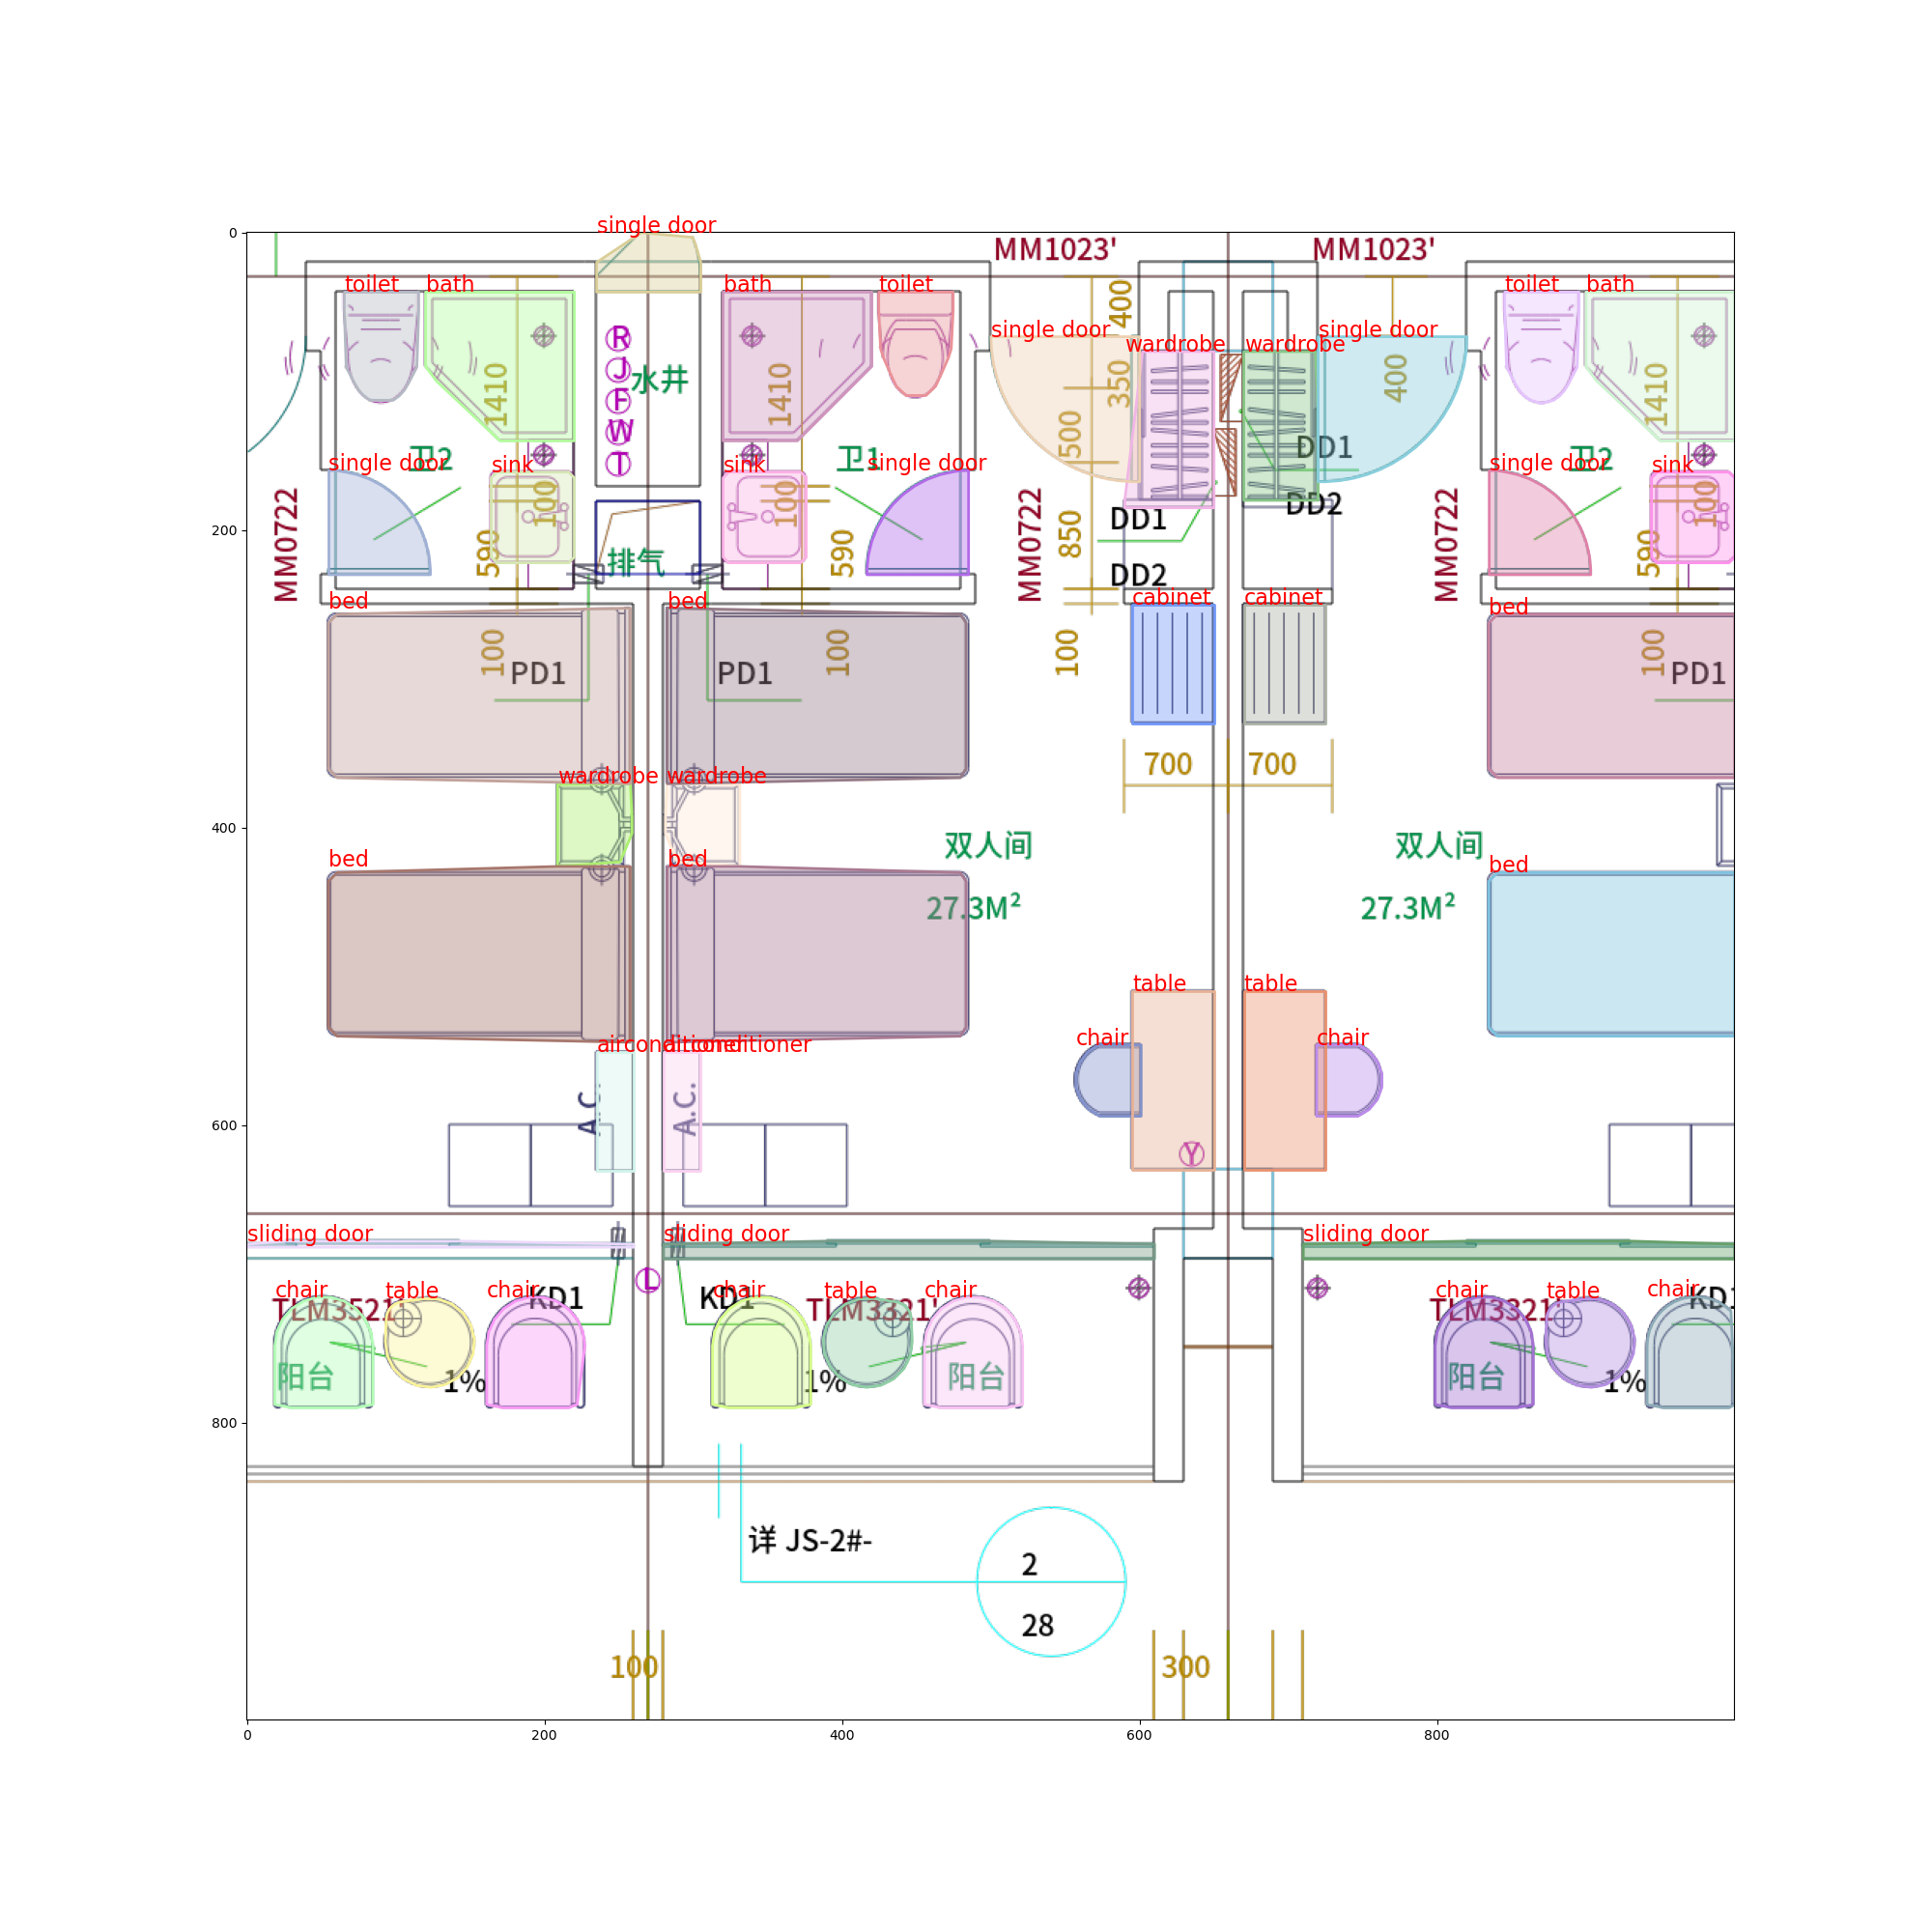 single door
MM1023'
MM1023'
0
toilet
bath
bath
toilet
toilet
bath
400
single door
wardrobe
wardrobe
single door
R
J
F
W
T
水井
1410
1410
350
400
1410
500
DD1
卫2
卫1
卫2
single door
sink
sink
single door
single door
sink
100
100
100
DD1
DD2
MM0722
MM0722
MM0722
200
590
排气
590
850
590
DD2
bed
bed
cabinet
cabinet
bed
100
100
100
100
PD1
PD1
PD1
700
700
wardrobe
wardrobe
400
双人间
双人间
bed
bed
bed
27.3M²
27.3M²
table
table
chair
chair
airconditioner
airconditioner
A.C.
A.C.
600
Y
sliding door
sliding door
sliding door
L
chair
table
chair
chair
table
chair
chair
table
chair
TLM3521'
KD1
KD1
TLM3321'
TLM3321'
KD1
阳台
1%
1%
阳台
阳台
1%
800
详 JS-2#-
2
28
100
300
0
200
400
600
800